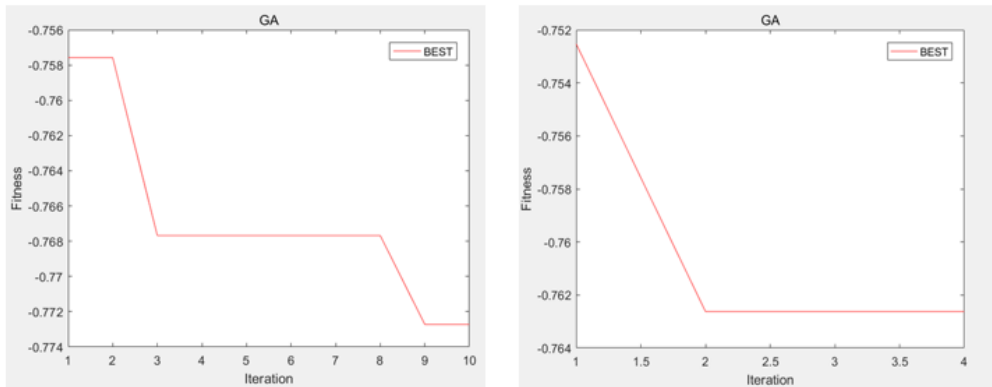 GA
BEST
-0.756
-0.758
-0.76
-0.762
-0.764
-0.766
-0.768
-0.77
-0.772
-0.774
Fitness
1 2 3 4 5 6 7 8 9 10
Iteration
GA
BEST
-0.752
-0.754
-0.756
-0.758
-0.76
-0.762
-0.764
Fitness
1 1.5 2 2.5 3 3.5 4
Iteration